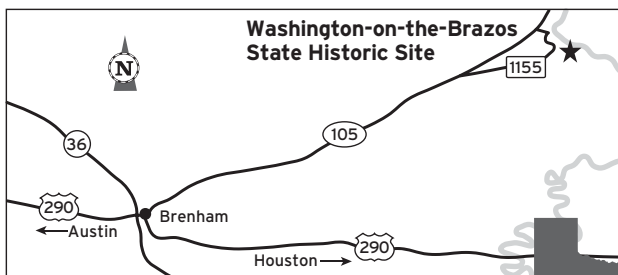 Washington-on-the-Brazos
State Historic Site
N
1155
105
36
290
Brenham
Austin
Houston
290